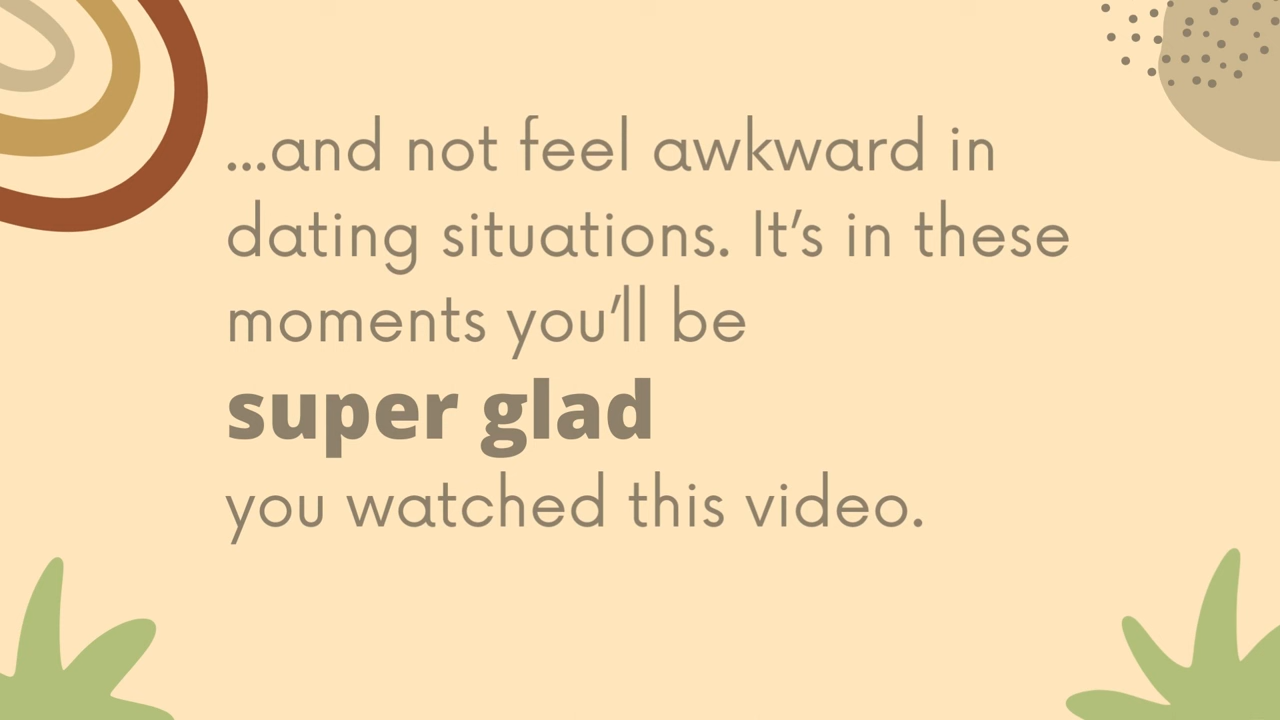 ...and not feel awkward in
dating situations. It’s in these
moments you’ll be
super glad
you watched this video.